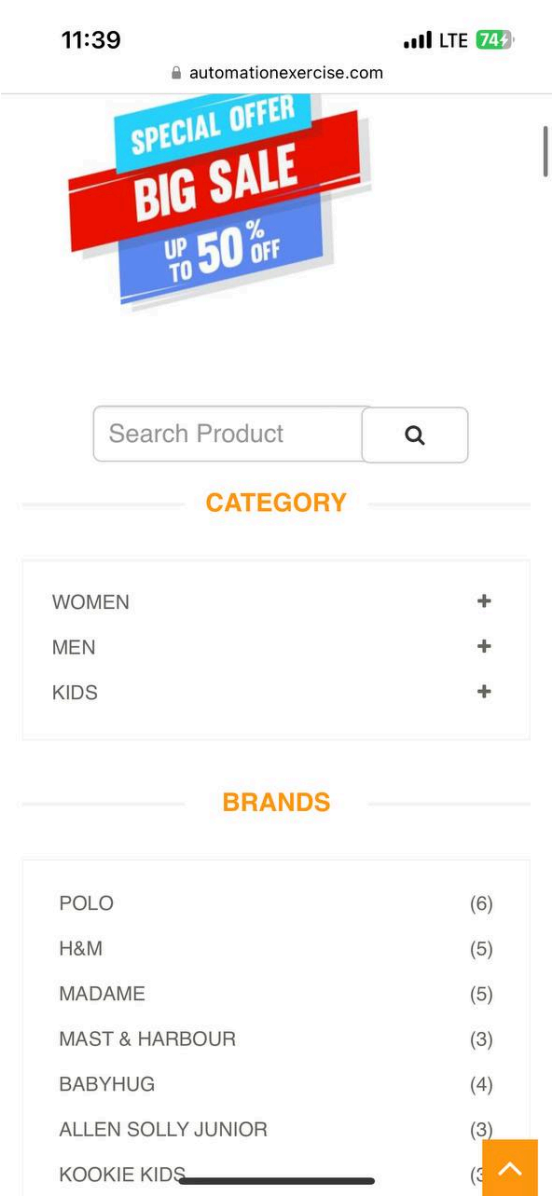 11:39
LTE 74
automationexercise.com
SPECIAL OFFER
BIG SALE
UP TO 50% OFF
Search Product
CATEGORY
WOMEN +
MEN +
KIDS +
BRANDS
POLO (6)
H&M (5)
MADAME (5)
MAST & HARBOUR (3)
BABYHUG (4)
ALLEN SOLLY JUNIOR (3)
KOOKIE KIDS